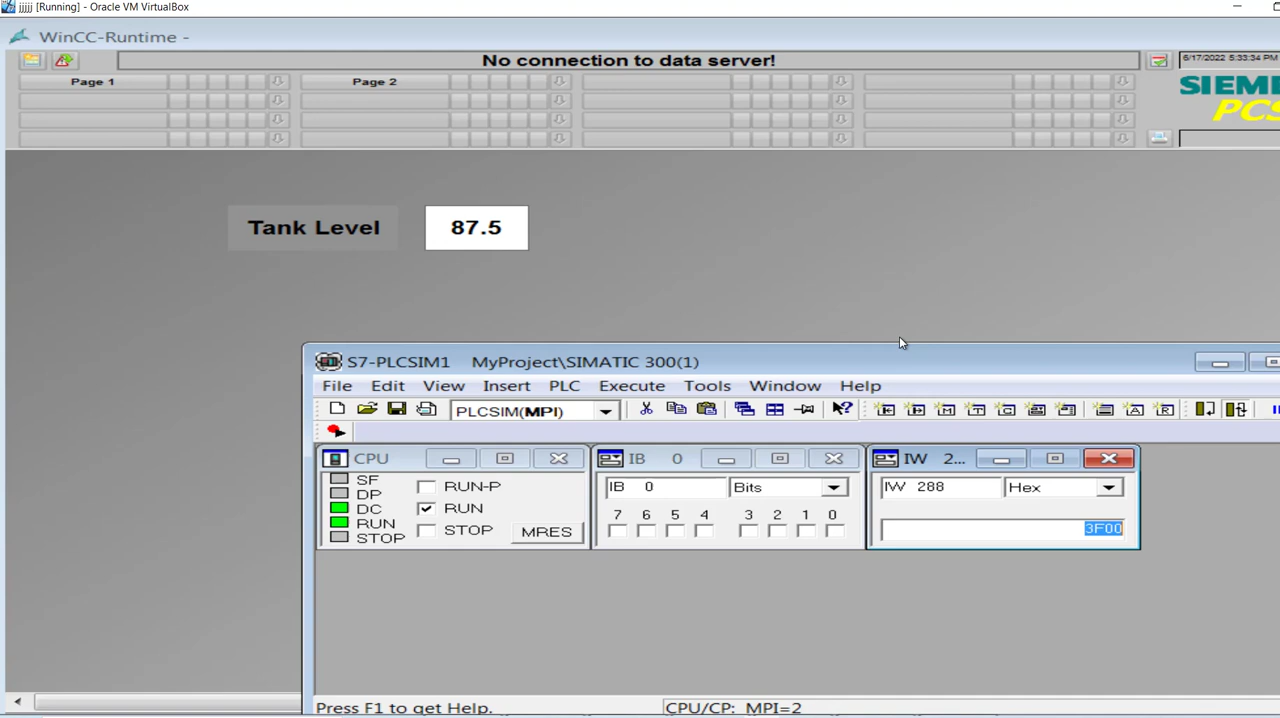 jjjjj [Running] - Oracle VM VirtualBox
WinCC-Runtime -
No connection to data server!
6/17/2022 5:33:34 PM
Page 1
Page 2
SIEM
PCS
Tank Level
87.5
S7-PLCSIM1 MyProject\SIMATIC 300(1)
File Edit View Insert PLC Execute Tools Window Help
PLCSIM(MPI)
CPU
SF
DP
DC
RUN
STOP
RUN-P
RUN
STOP
MRES
IB 0
IB 0
Bits
7 6 5 4 3 2 1 0
IW 2...
IW 288
Hex
3F00
Press F1 to get Help.
CPU/CP: MPI=2